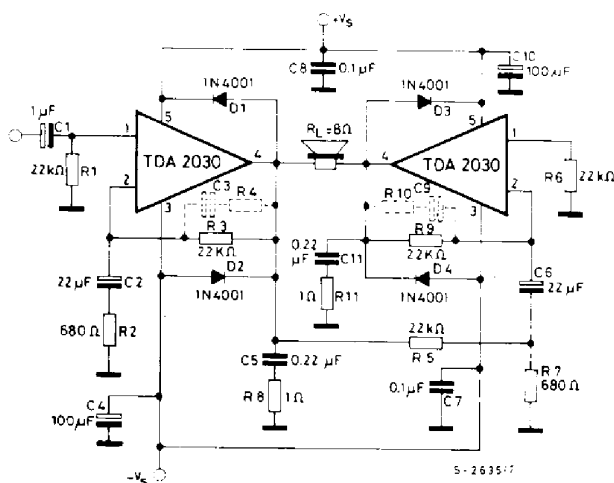 +Vs
C10
100µF
C8
0.1µF
1N4001
D1
1N4001
D3
1µF
C1
1
5
TDA 2030
4
RL=8Ω
4
5
1
TDA 2030
22kΩ
R1
2
3
C3
R4
R10
C9
3
2
R6
22kΩ
R3
22KΩ
R9
22KΩ
22µF
C2
D2
1N4001
0.22
µF
C11
D4
1N4001
C6
22µF
680Ω
R2
1Ω
R11
22kΩ
R5
C5
0.22 µF
R7
680Ω
C4
100µF
R8
1Ω
0.1µF
C7
-Vs